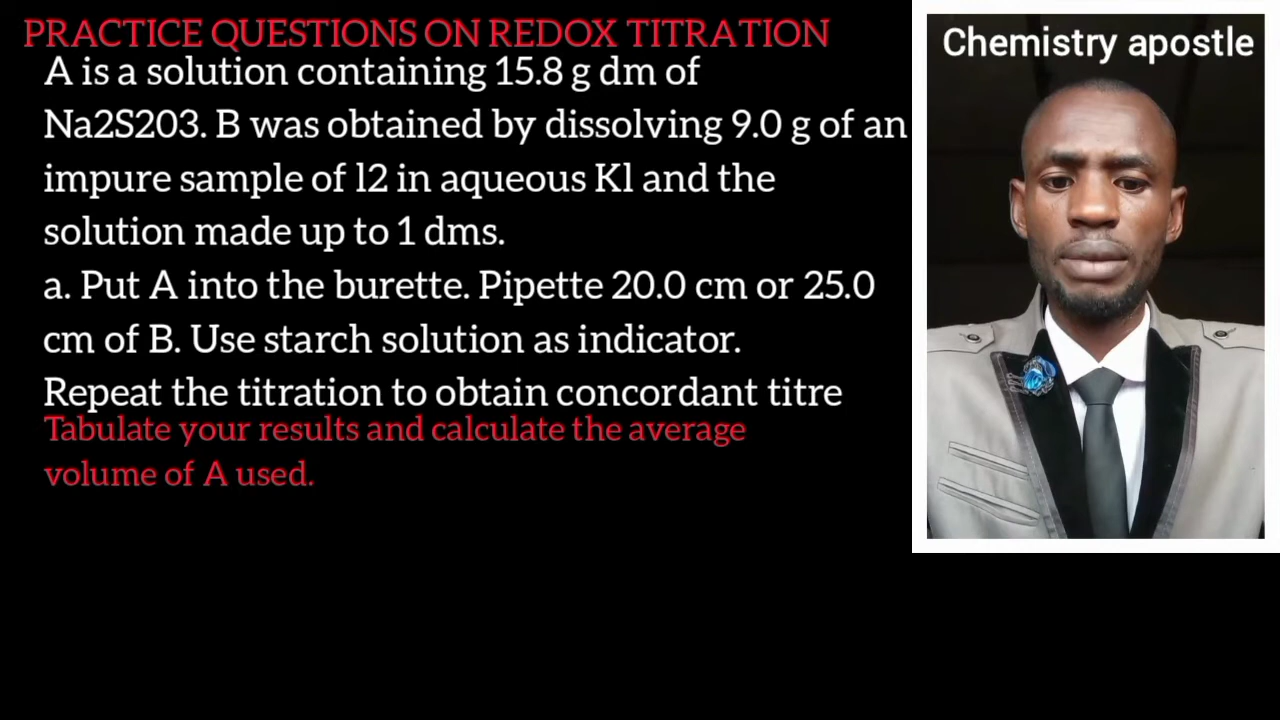 PRACTICE QUESTIONS ON REDOX TITRATION
A is a solution containing 15.8 g dm of
Na2S2O3. B was obtained by dissolving 9.0 g of an
impure sample of l2 in aqueous Kl and the
solution made up to 1 dms.
a. Put A into the burette. Pipette 20.0 cm or 25.0
cm of B. Use starch solution as indicator.
Repeat the titration to obtain concordant titre
Tabulate your results and calculate the average
volume of A used.
Chemistry apostle